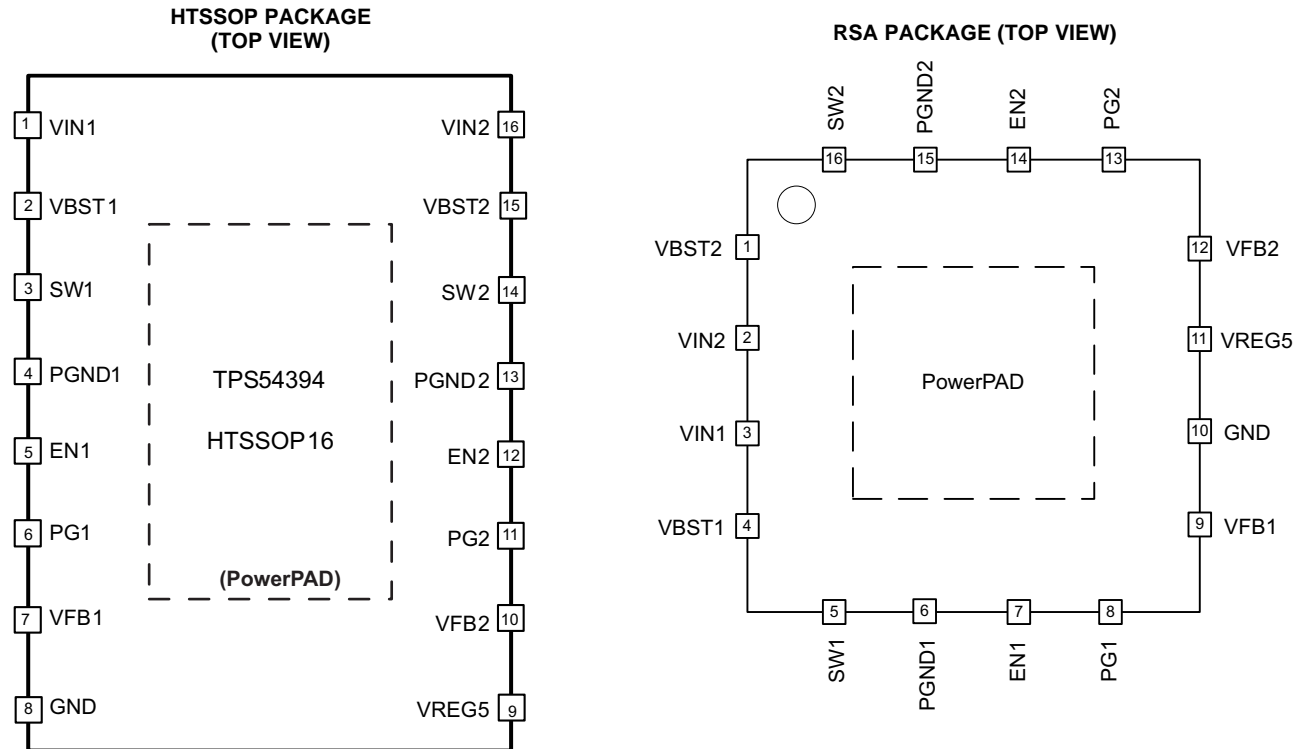 HTSSOP PACKAGE
(TOP VIEW)
1 VIN1
VIN2 16
2 VBST1
VBST2 15
3 SW1
SW2 14
4 PGND1
PGND2 13
5 EN1
EN2 12
6 PG1
PG2 11
7 VFB1
VFB2 10
8 GND
VREG5 9
TPS54394
HTSSOP16
(PowerPAD)
RSA PACKAGE (TOP VIEW)
SW2
PGND2
EN2
PG2
16 15 14 13
VBST2 1
12 VFB2
VIN2 2
11 VREG5
VIN1 3
10 GND
VBST1 4
9 VFB1
PowerPAD
5 6 7 8
SW1
PGND1
EN1
PG1